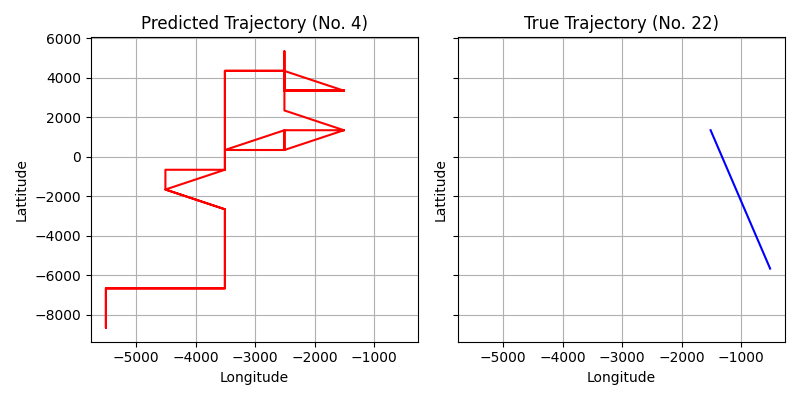 Predicted Trajectory (No. 4)
True Trajectory (No. 22)
6000
4000
2000
0
−2000
−4000
−6000
−8000
Lattitude
Lattitude
−5000 −4000 −3000 −2000 −1000
−5000 −4000 −3000 −2000 −1000
Longitude
Longitude